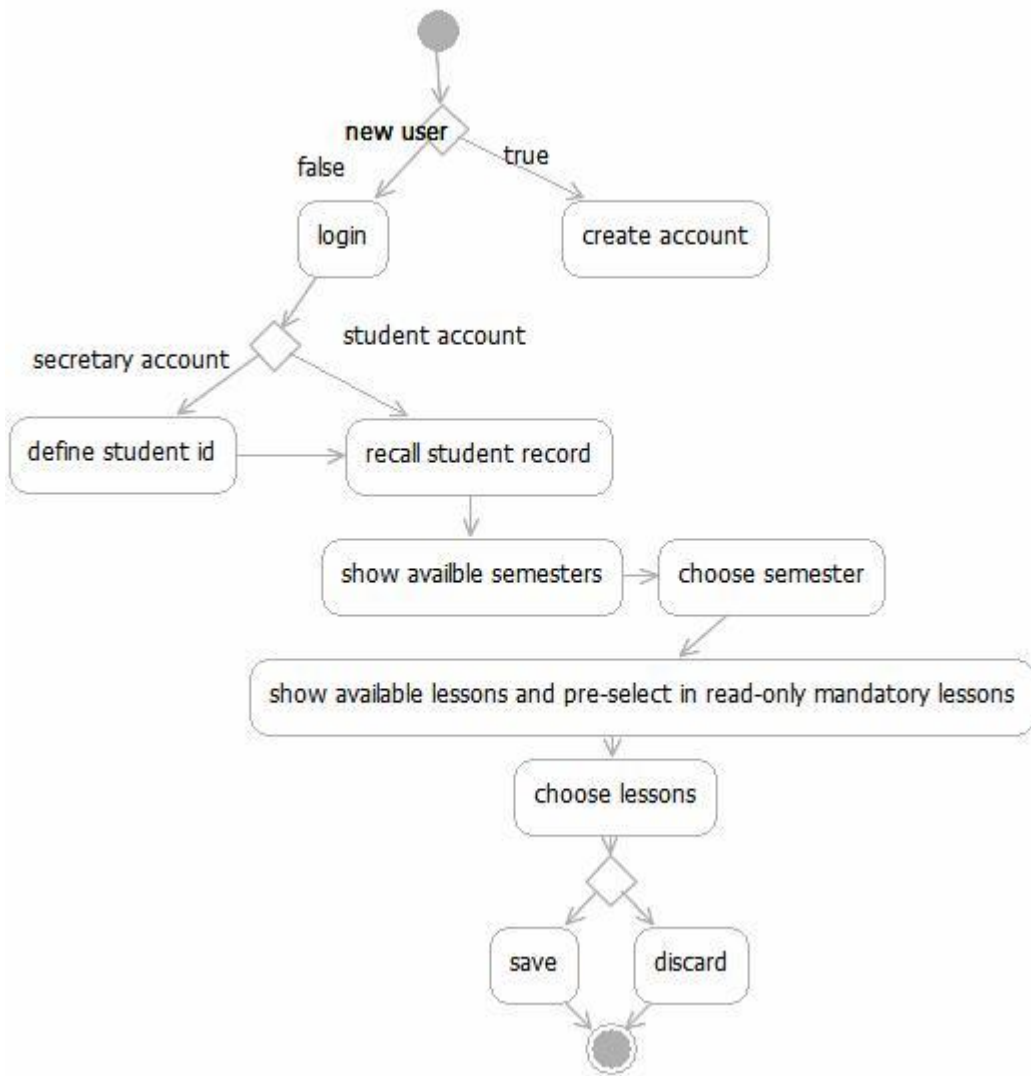 new user
false
true
login
create account
student account
secretary account
define student id
recall student record
show availble semesters
choose semester
show available lessons and pre-select in read-only mandatory lessons
choose lessons
save
discard